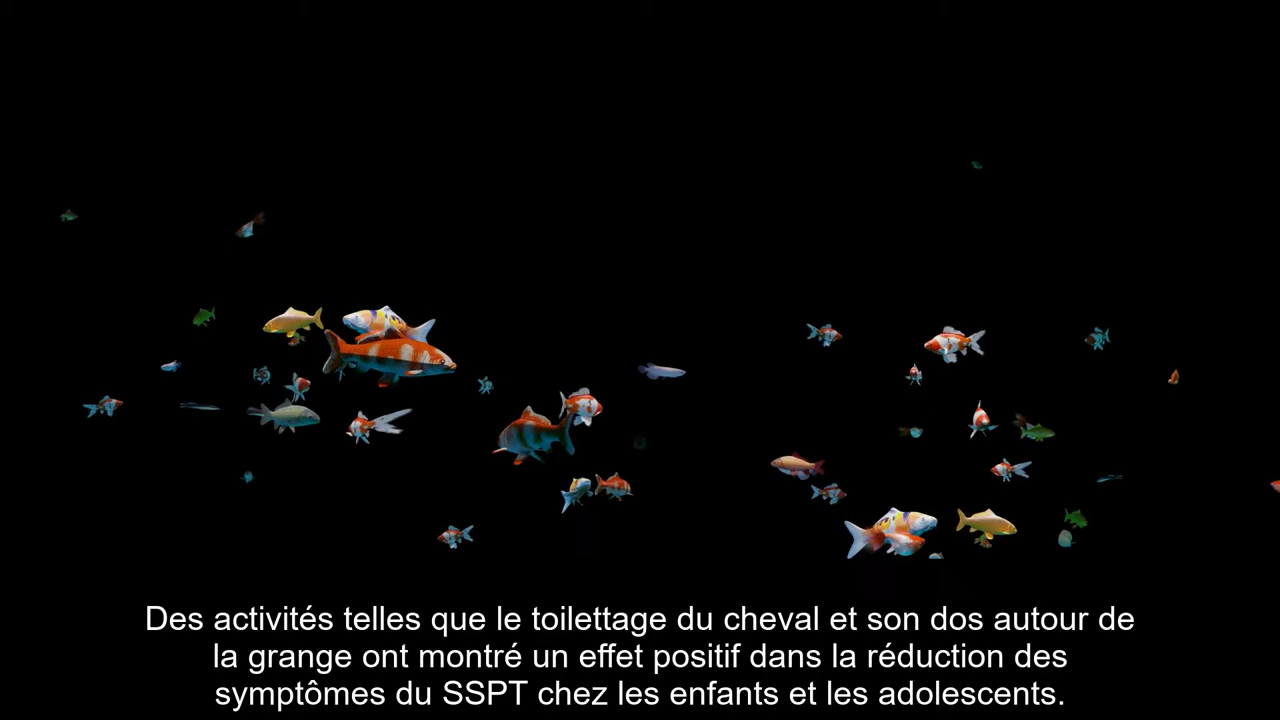 Des activités telles que le toilettage du cheval et son dos autour de
la grange ont montré un effet positif dans la réduction des
symptômes du SSPT chez les enfants et les adolescents.